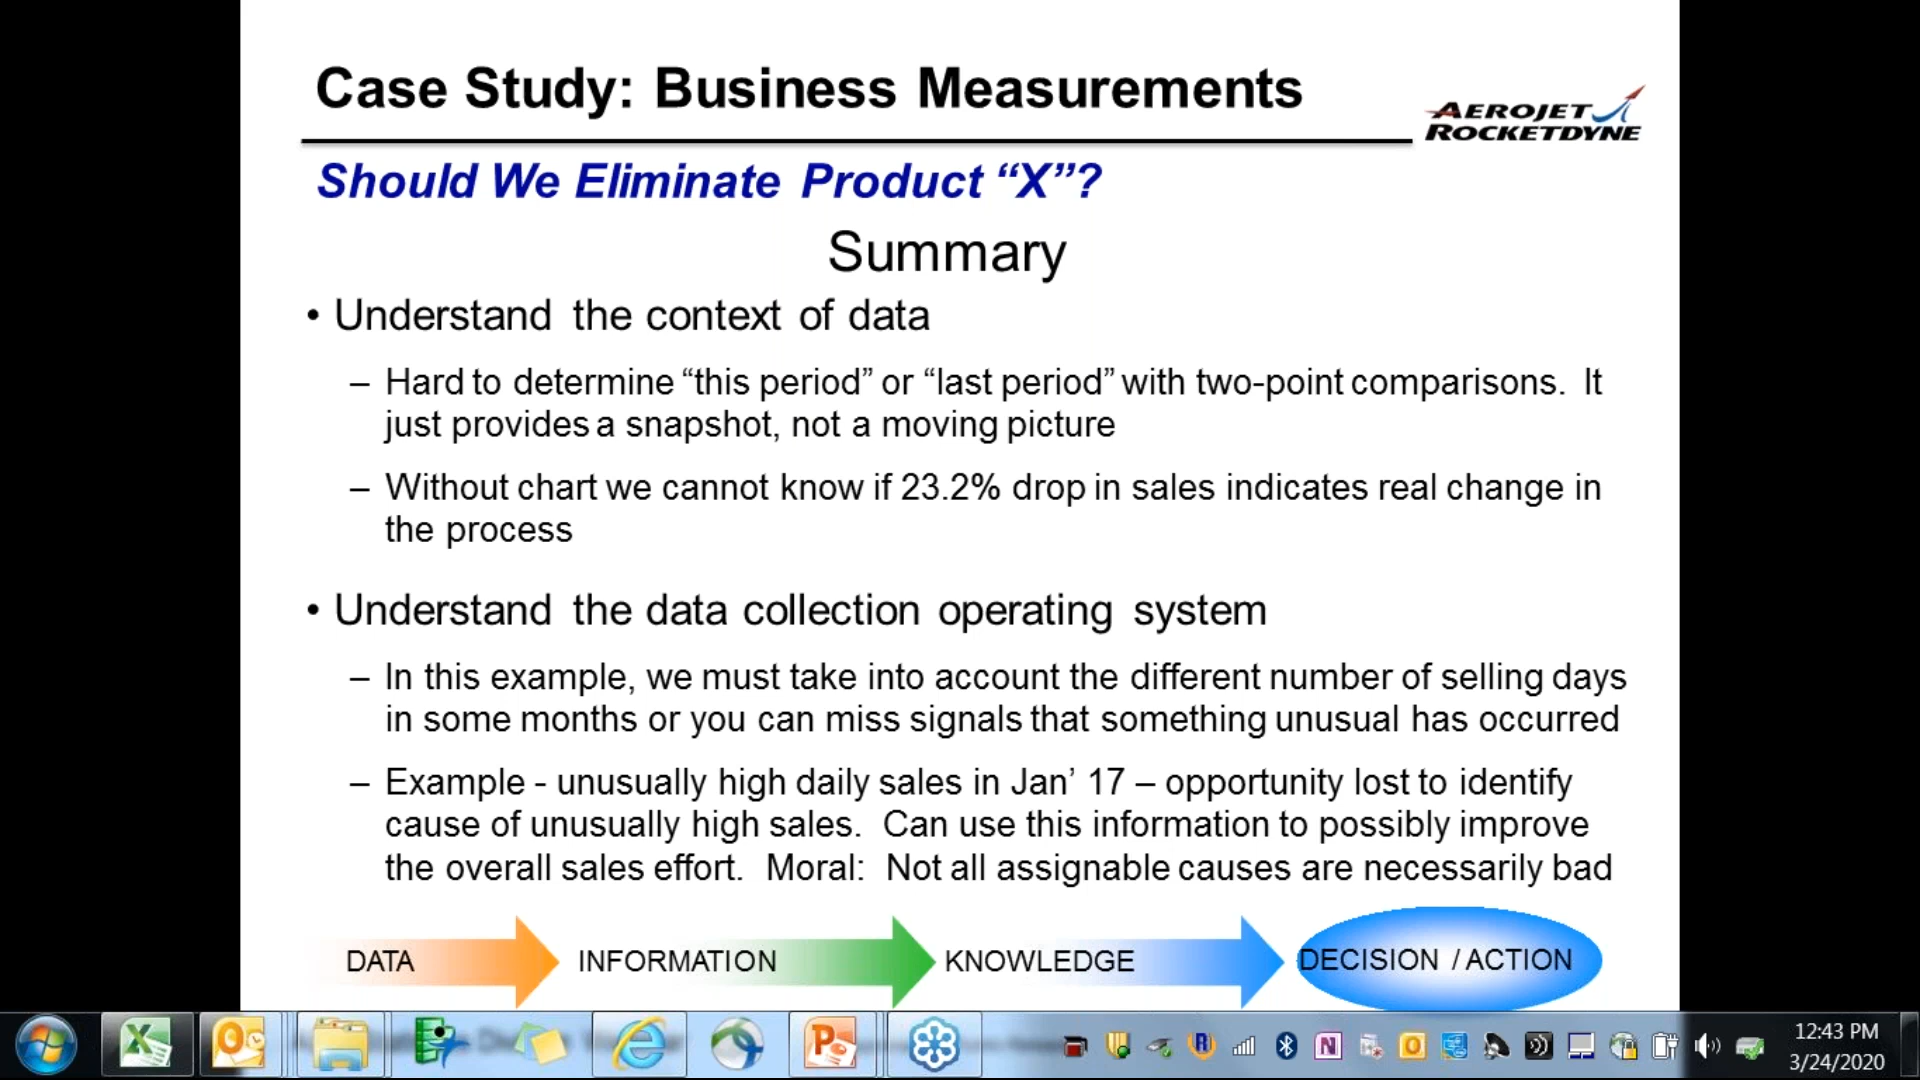 Case Study: Business Measurements
AEROJET
ROCKETDYNE
Should We Eliminate Product “X”?
Summary
• Understand the context of data
– Hard to determine “this period” or “last period” with two-point comparisons. It
just provides a snapshot, not a moving picture
– Without chart we cannot know if 23.2% drop in sales indicates real change in
the process
• Understand the data collection operating system
– In this example, we must take into account the different number of selling days
in some months or you can miss signals that something unusual has occurred
– Example - unusually high daily sales in Jan’ 17 – opportunity lost to identify
cause of unusually high sales. Can use this information to possibly improve
the overall sales effort. Moral: Not all assignable causes are necessarily bad
DATA INFORMATION KNOWLEDGE DECISION / ACTION
12:43 PM
3/24/2020